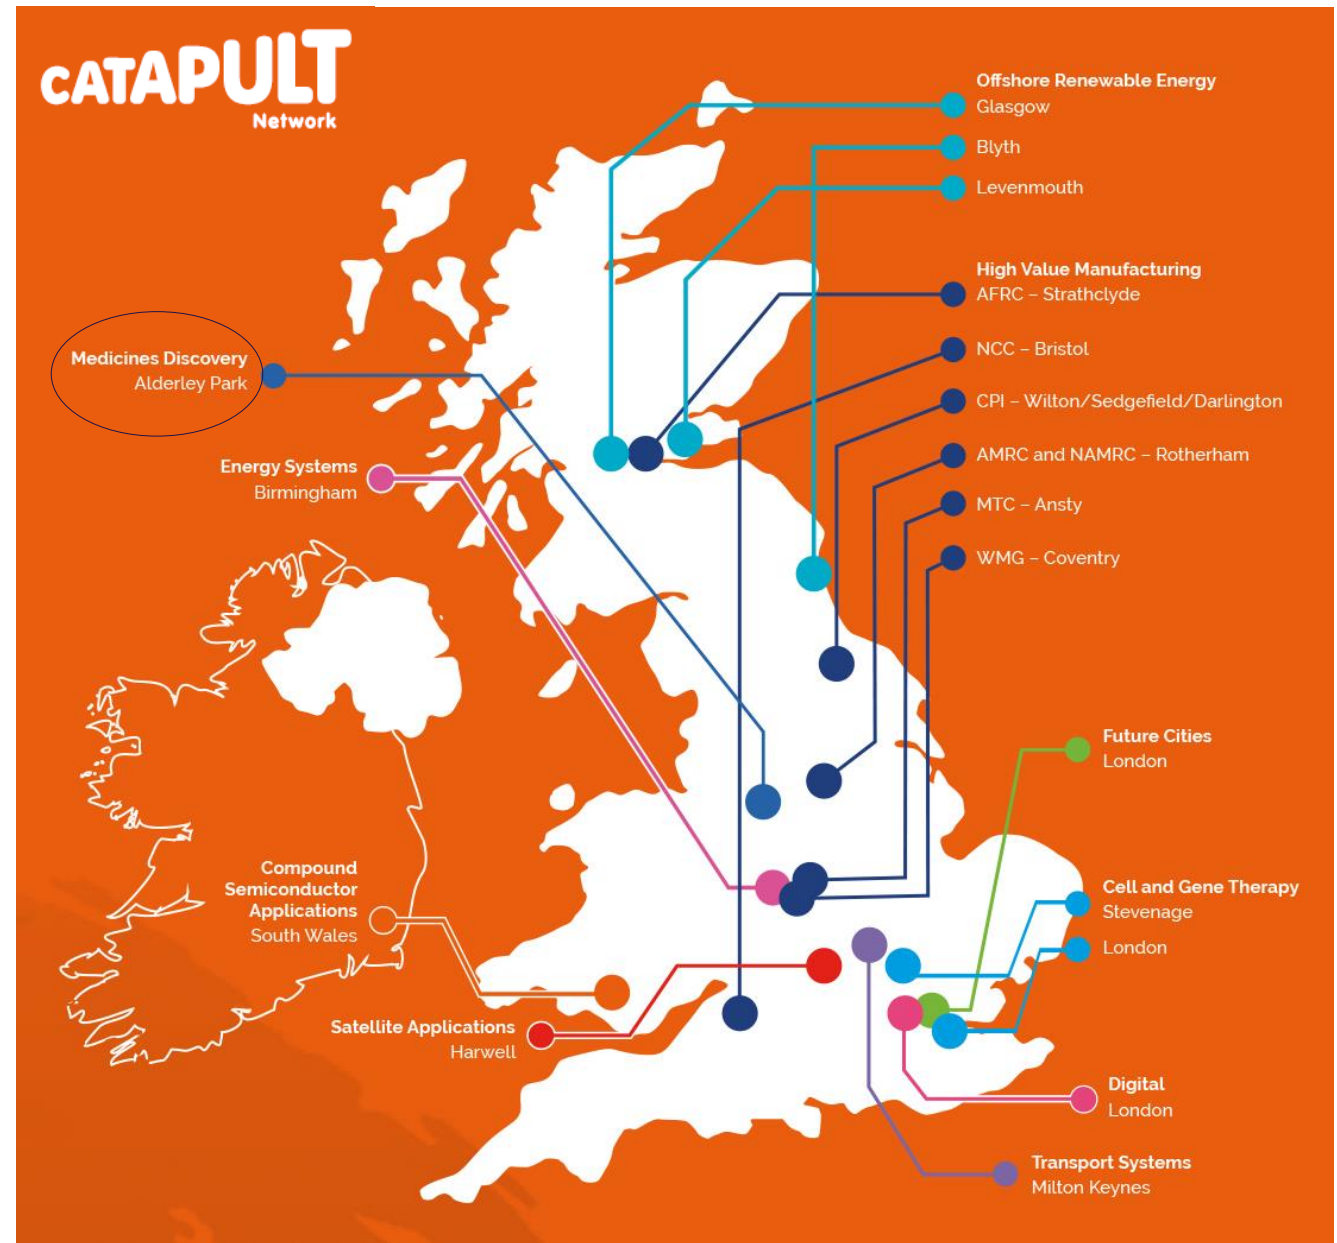 CATAPULT
Network
Offshore Renewable Energy
Glasgow
Blyth
Levenmouth
High Value Manufacturing
AFRC – Strathclyde
NCC – Bristol
CPI – Wilton/Sedgefield/Darlington
AMRC and NAMRC – Rotherham
MTC – Ansty
WMG – Coventry
Medicines Discovery
Alderley Park
Energy Systems
Birmingham
Compound
Semiconductor
Applications
South Wales
Satellite Applications
Harwell
Future Cities
London
Cell and Gene Therapy
Stevenage
London
Digital
London
Transport Systems
Milton Keynes